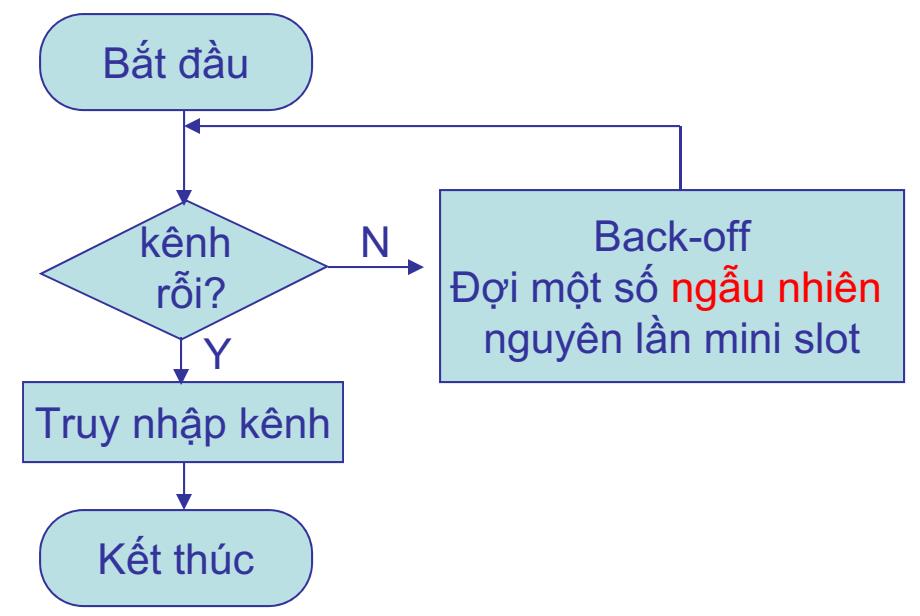 Bắt đầu
kênh
rỗi?
N
Back-off
Đợi một số ngẫu nhiên
nguyên lần mini slot
Y
Truy nhập kênh
Kết thúc